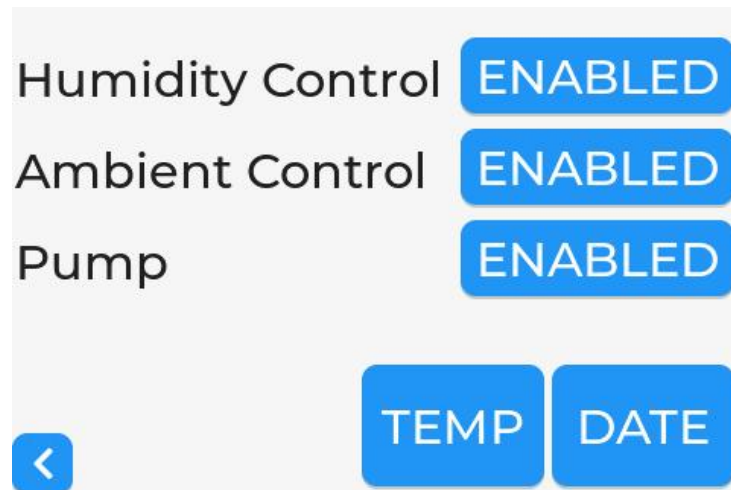 Humidity Control ENABLED
Ambient Control ENABLED
Pump ENABLED
TEMP DATE